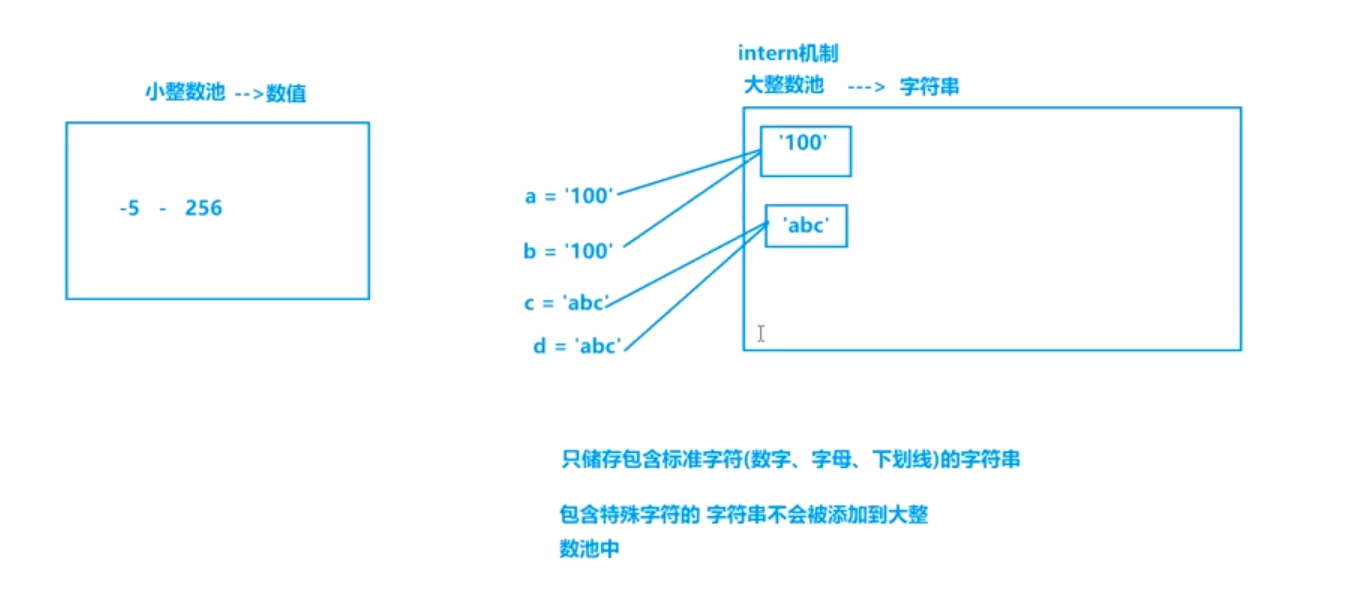 小整数池 -->数值
-5 - 256
intern机制
大整数池 ---> 字符串
'100'
'abc'
a = '100'
b = '100'
c = 'abc'
d = 'abc'
只储存包含标准字符(数字、字母、下划线)的字符串
包含特殊字符的 字符串不会被添加到大整
数池中